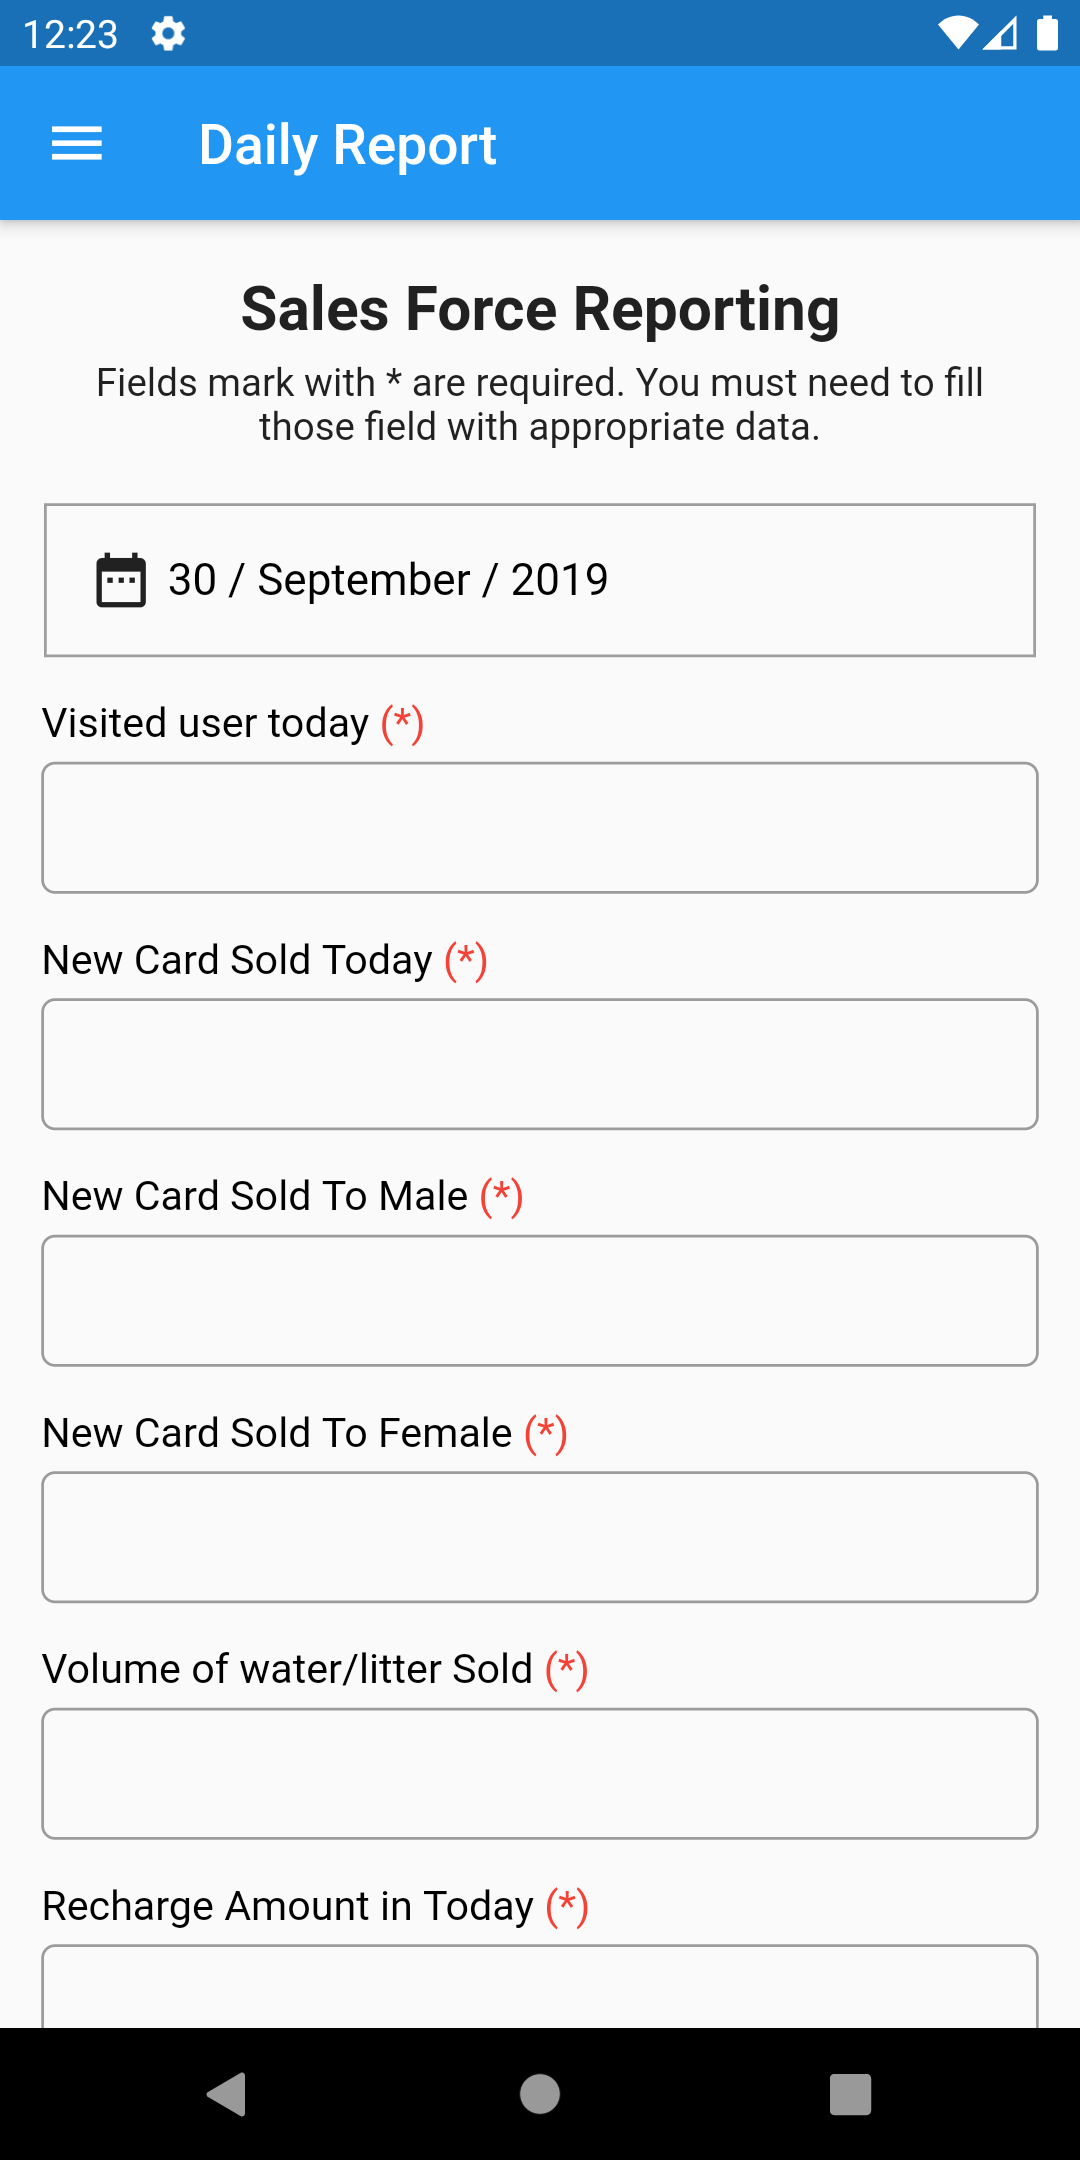 12:23
Daily Report
Sales Force Reporting
Fields mark with * are required. You must need to fill
those field with appropriate data.
30 / September / 2019
Visited user today (*)
New Card Sold Today (*)
New Card Sold To Male (*)
New Card Sold To Female (*)
Volume of water/litter Sold (*)
Recharge Amount in Today (*)